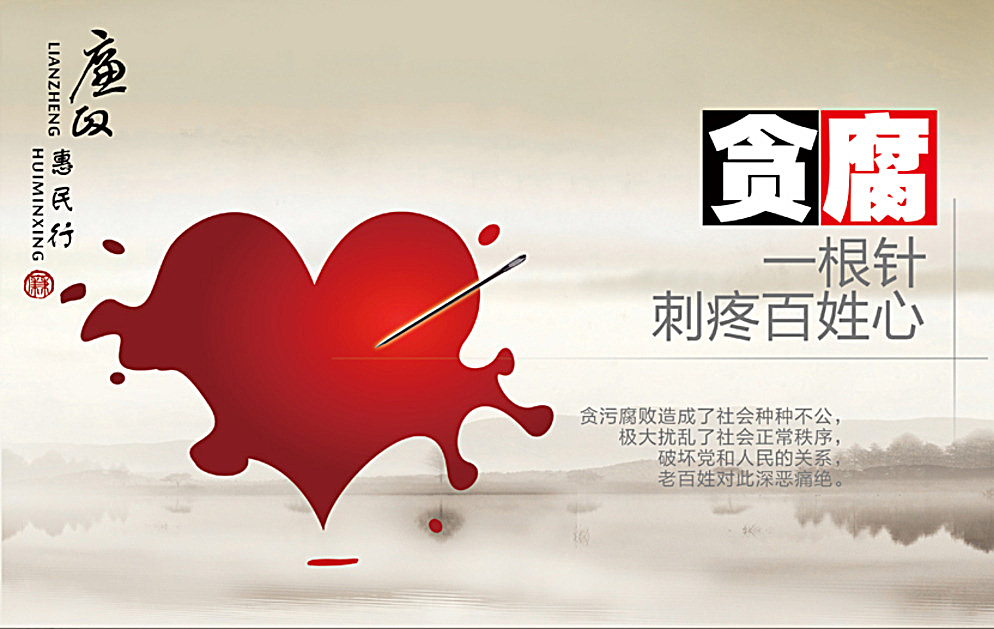 廉政
LIANZHENG
惠民行
HUIMINXING
廉
贪腐
一根针
刺疼百姓心
贪污腐败造成了社会种种不公，
极大扰乱了社会正常秩序，
破坏党和人民的关系，
老百姓对此深恶痛绝。